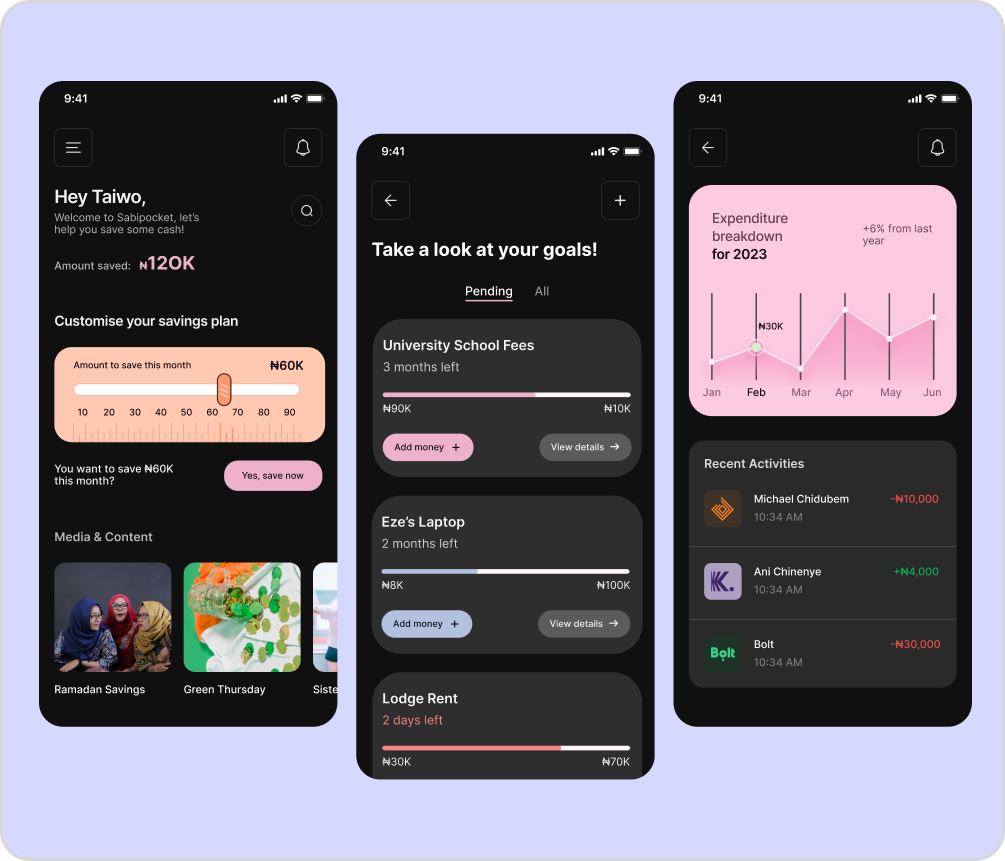 9:41
Hey Taiwo,
Welcome to Sabipocket, let's
help you save some cash!
Amount saved: ₦120K
Customise your savings plan
Amount to save this month ₦60K
10 20 30 40 50 60 70 80 90
You want to save ₦60K
this month?
Yes, save now
Media & Content
Ramadan Savings
Green Thursday
Siste
9:41
Take a look at your goals!
Pending All
University School Fees
3 months left
₦90K ₦10K
Add money +
View details →
Eze's Laptop
2 months left
₦8K ₦100K
Add money +
View details →
Lodge Rent
2 days left
₦30K ₦70K
9:41
Expenditure
breakdown
for 2023
+6% from last
year
₦30K
Jan Feb Mar Apr May Jun
Recent Activities
Michael Chidubem -₦10,000
10:34 AM
K.
Ani Chinenye +₦4,000
10:34 AM
Bolt
Bolt -₦30,000
10:34 AM